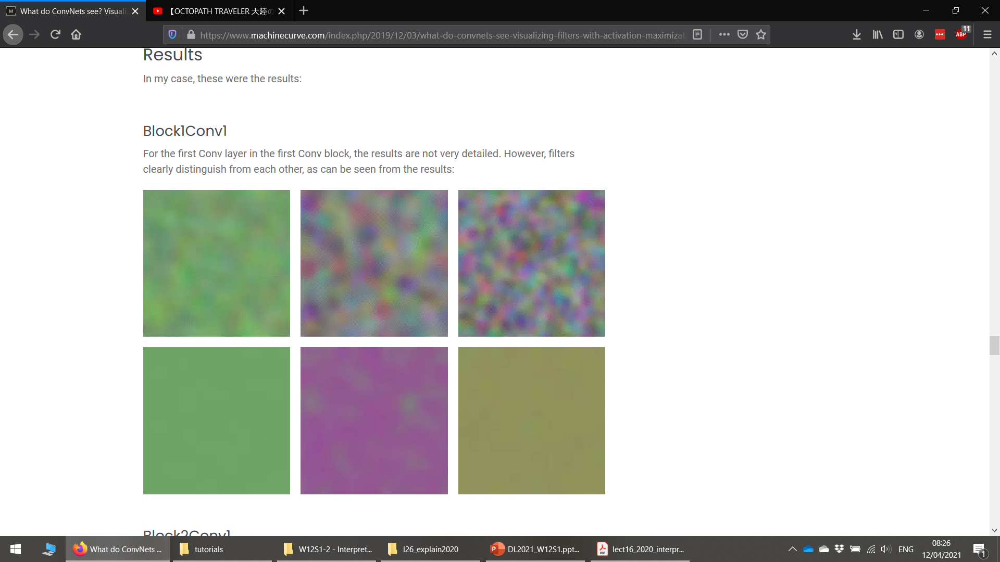 What do ConvNets see? Visuali
【OCTOPATH TRAVELER 大陸の
https://www.machinecurve.com/index.php/2019/12/03/what-do-convnets-see-visualizing-filters-with-activation-maximizati
ABP
11
Results
In my case, these were the results:
Block1Conv1
For the first Conv layer in the first Conv block, the results are not very detailed. However, filters
clearly distinguish from each other, as can be seen from the results:
Block2Conv1
What do ConvNets ...
tutorials
W12S1-2 - Interpret...
l26_explain2020
DL2021_W12S1.ppt...
lect16_2020_interpr...
ENG
08:26
12/04/2021
1